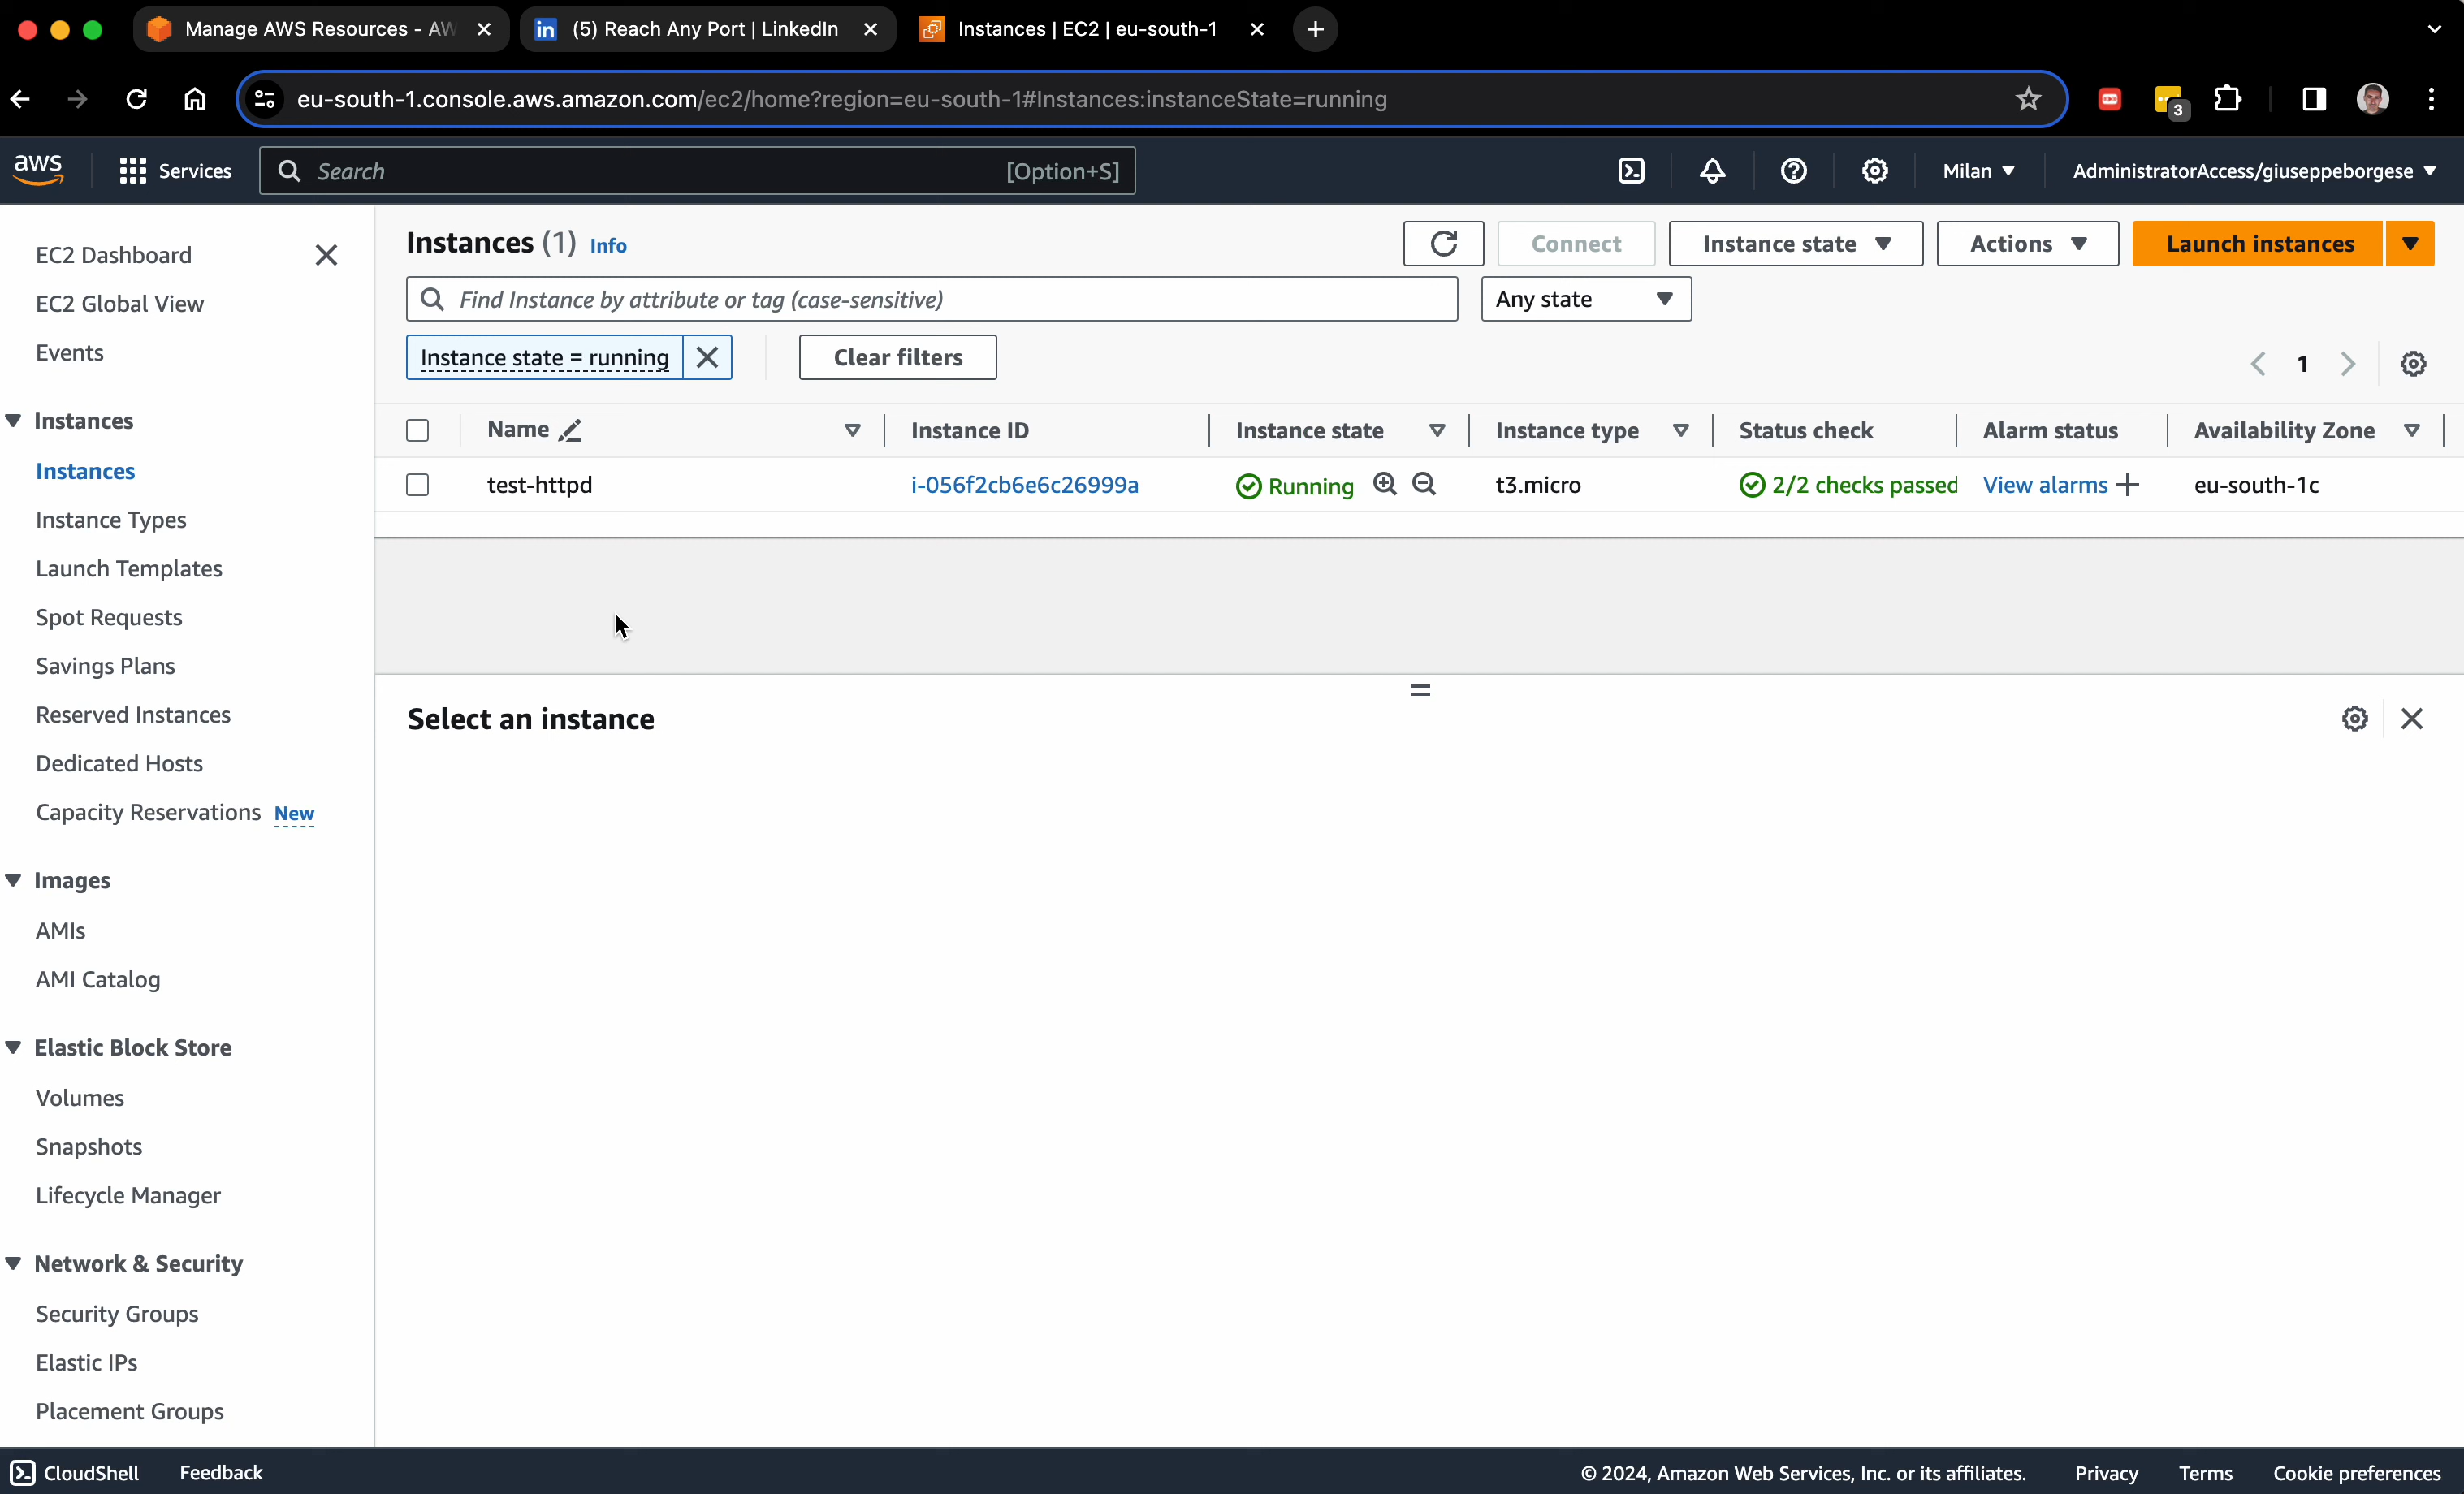 Manage AWS Resources - AW
(5) Reach Any Port | LinkedIn
Instances | EC2 | eu-south-1
eu-south-1.console.aws.amazon.com/ec2/home?region=eu-south-1#Instances:instanceState=running
3
aws
Services
Search
[Option+S]
Milan
AdministratorAccess/giuseppeborgese
EC2 Dashboard
EC2 Global View
Events
Instances
Instances
Instance Types
Launch Templates
Spot Requests
Savings Plans
Reserved Instances
Dedicated Hosts
Capacity Reservations New
Images
AMIs
AMI Catalog
Elastic Block Store
Volumes
Snapshots
Lifecycle Manager
Network & Security
Security Groups
Elastic IPs
Placement Groups
Instances (1) Info
Connect
Instance state
Actions
Launch instances
Find Instance by attribute or tag (case-sensitive)
Any state
Instance state = running
Clear filters
1
Name Instance ID Instance state Instance type Status check Alarm status Availability Zone
test-httpd i-056f2cb6e6c26999a Running t3.micro 2/2 checks passed View alarms eu-south-1c
Select an instance
CloudShell Feedback © 2024, Amazon Web Services, Inc. or its affiliates. Privacy Terms Cookie preferences